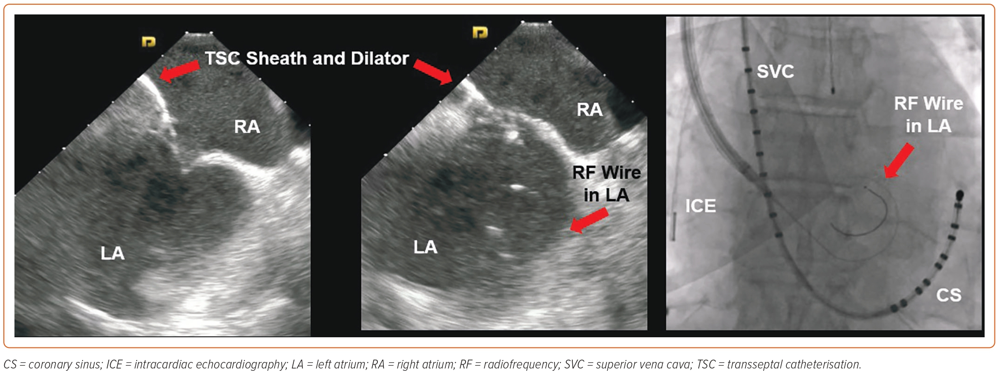 P
TSC Sheath and Dilator
RA
LA
P
RA
RF Wire
in LA
LA
SVC
RF Wire
in LA
ICE
CS
CS = coronary sinus; ICE = intracardiac echocardiography; LA = left atrium; RA = right atrium; RF = radiofrequency; SVC = superior vena cava; TSC = transseptal catheterisation.